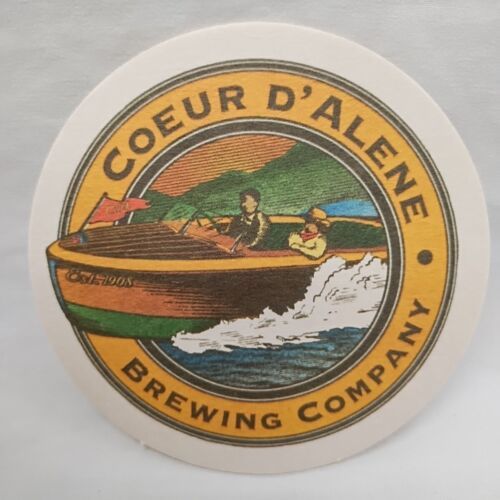 COEUR D'ALENE
Est. 1908
BREWING COMPANY